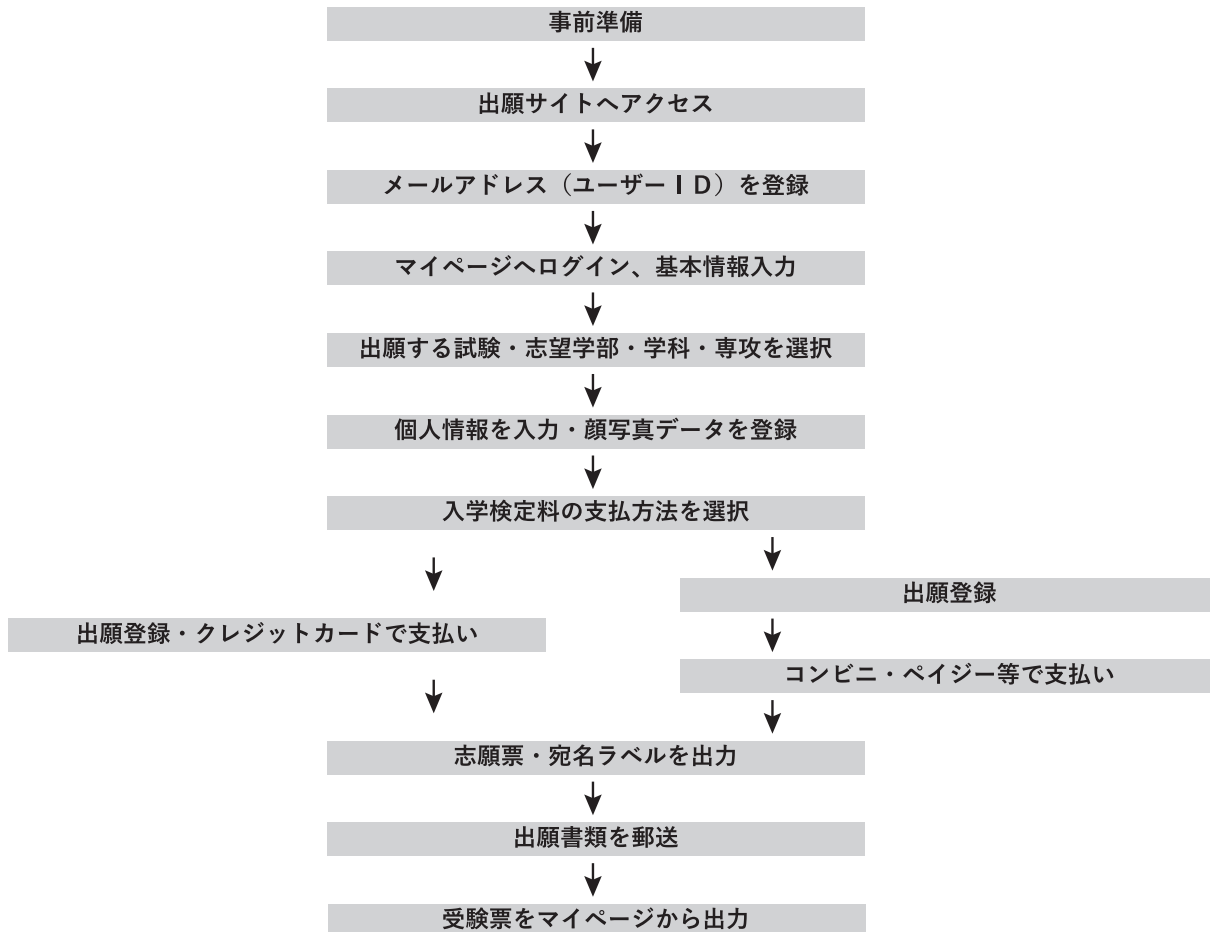 事前準備
出願サイトへアクセス
メールアドレス（ユーザーＩＤ）を登録
マイページへログイン、基本情報入力
出願する試験・志望学部・学科・専攻を選択
個人情報を入力・顔写真データを登録
入学検定料の支払方法を選択
出願登録・クレジットカードで支払い
出願登録
コンビニ・ペイジー等で支払い
志願票・宛名ラベルを出力
出願書類を郵送
受験票をマイページから出力